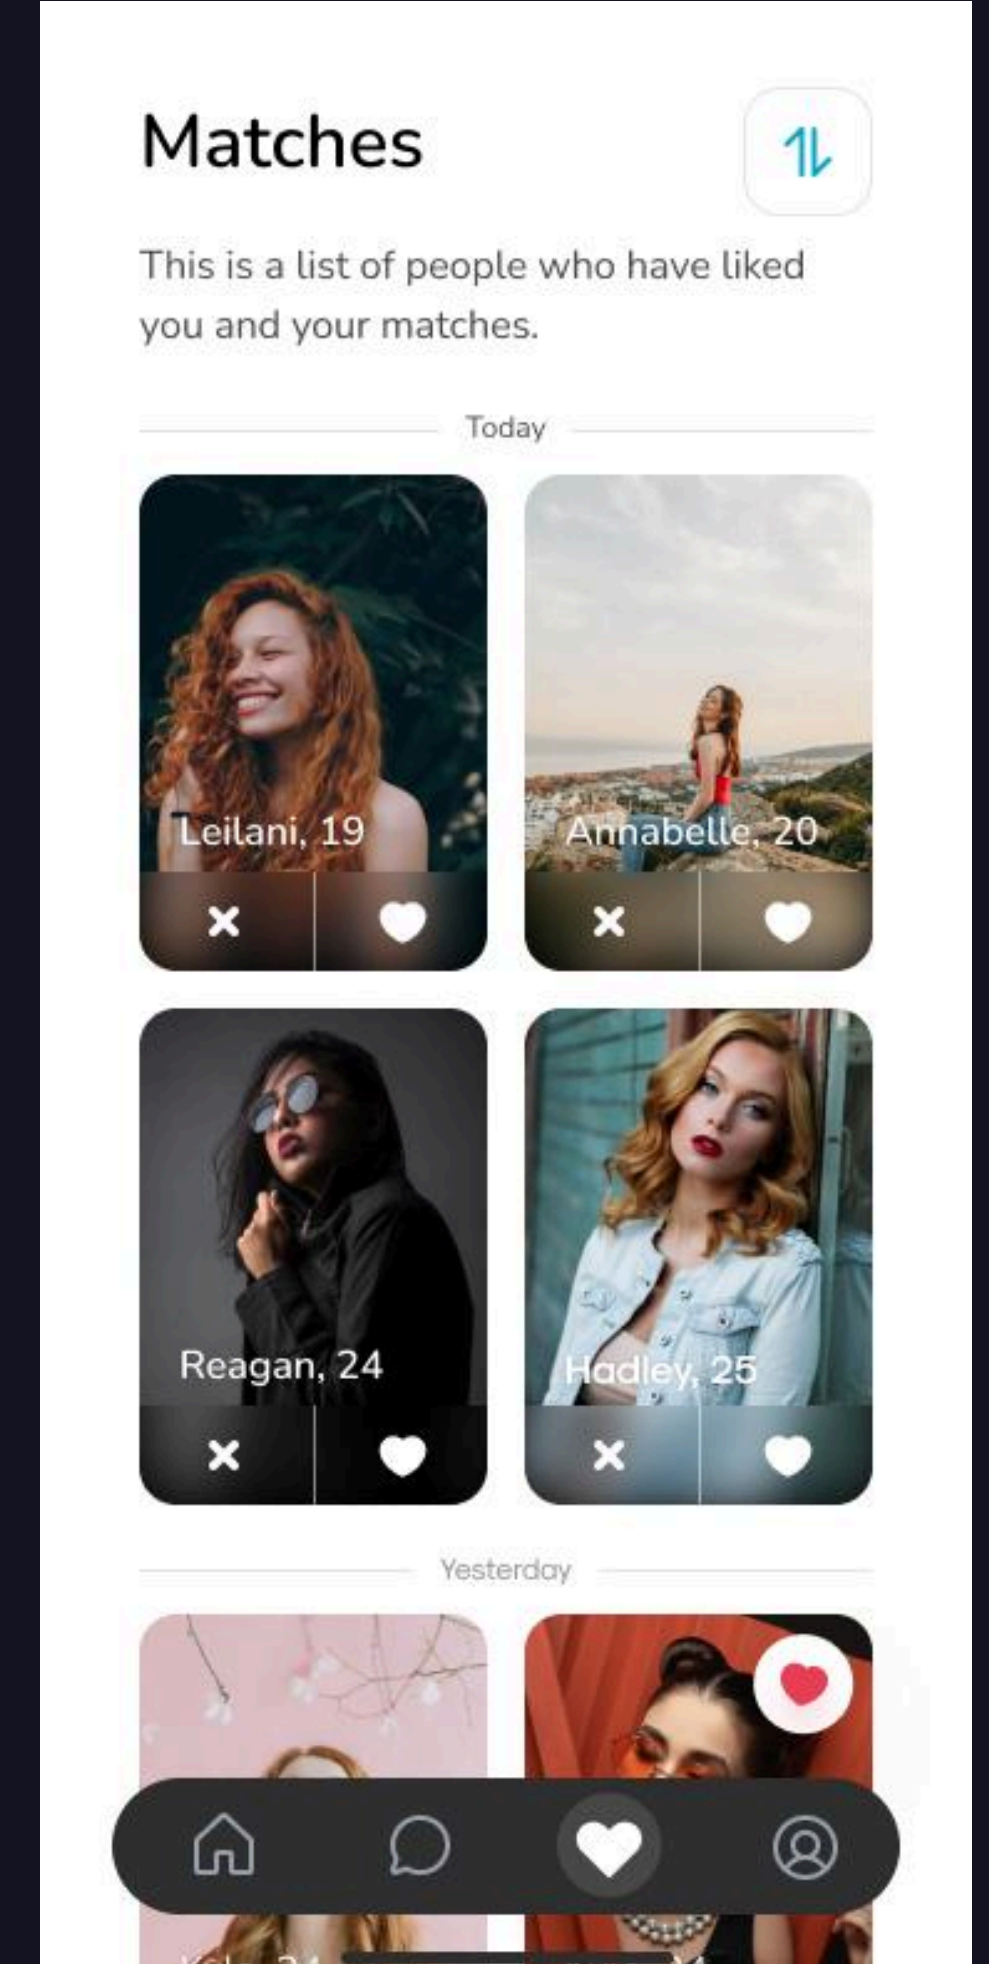 Matches
This is a list of people who have liked
you and your matches.
Today
Leilani, 19
Annabelle, 20
Reagan, 24
Hadley, 25
Yesterday